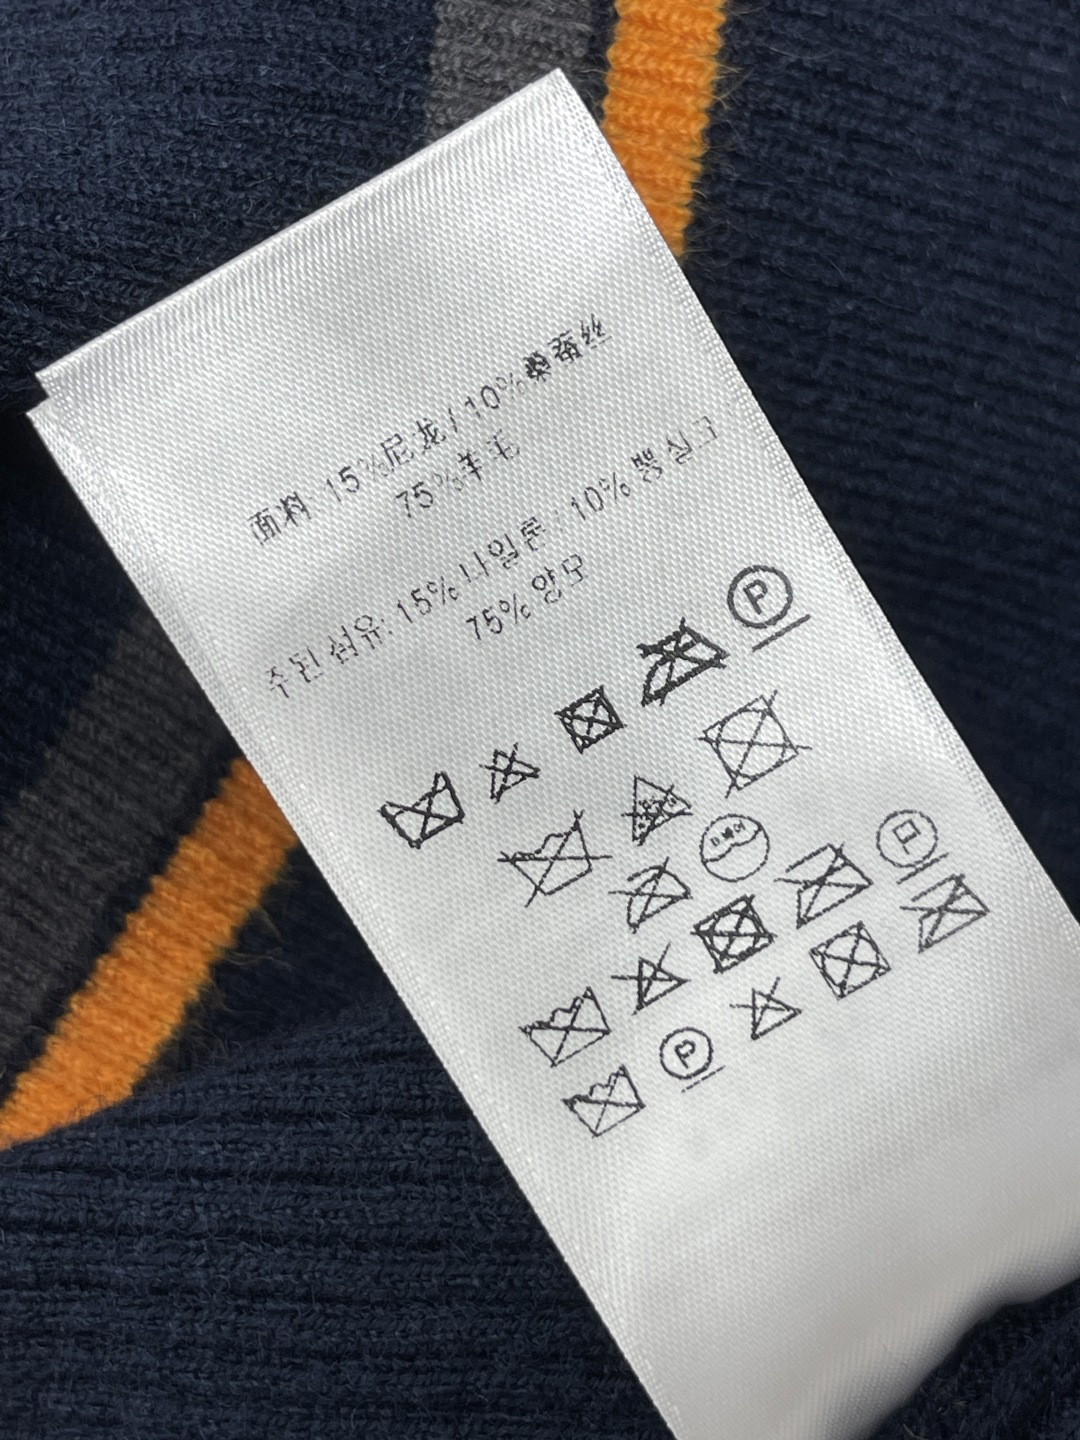 面料: 15%尼龙 / 10%桑蚕丝
75%羊毛
주된 섬유: 15% 나일론 / 10% 뽕 실크
75% 양모
P
P